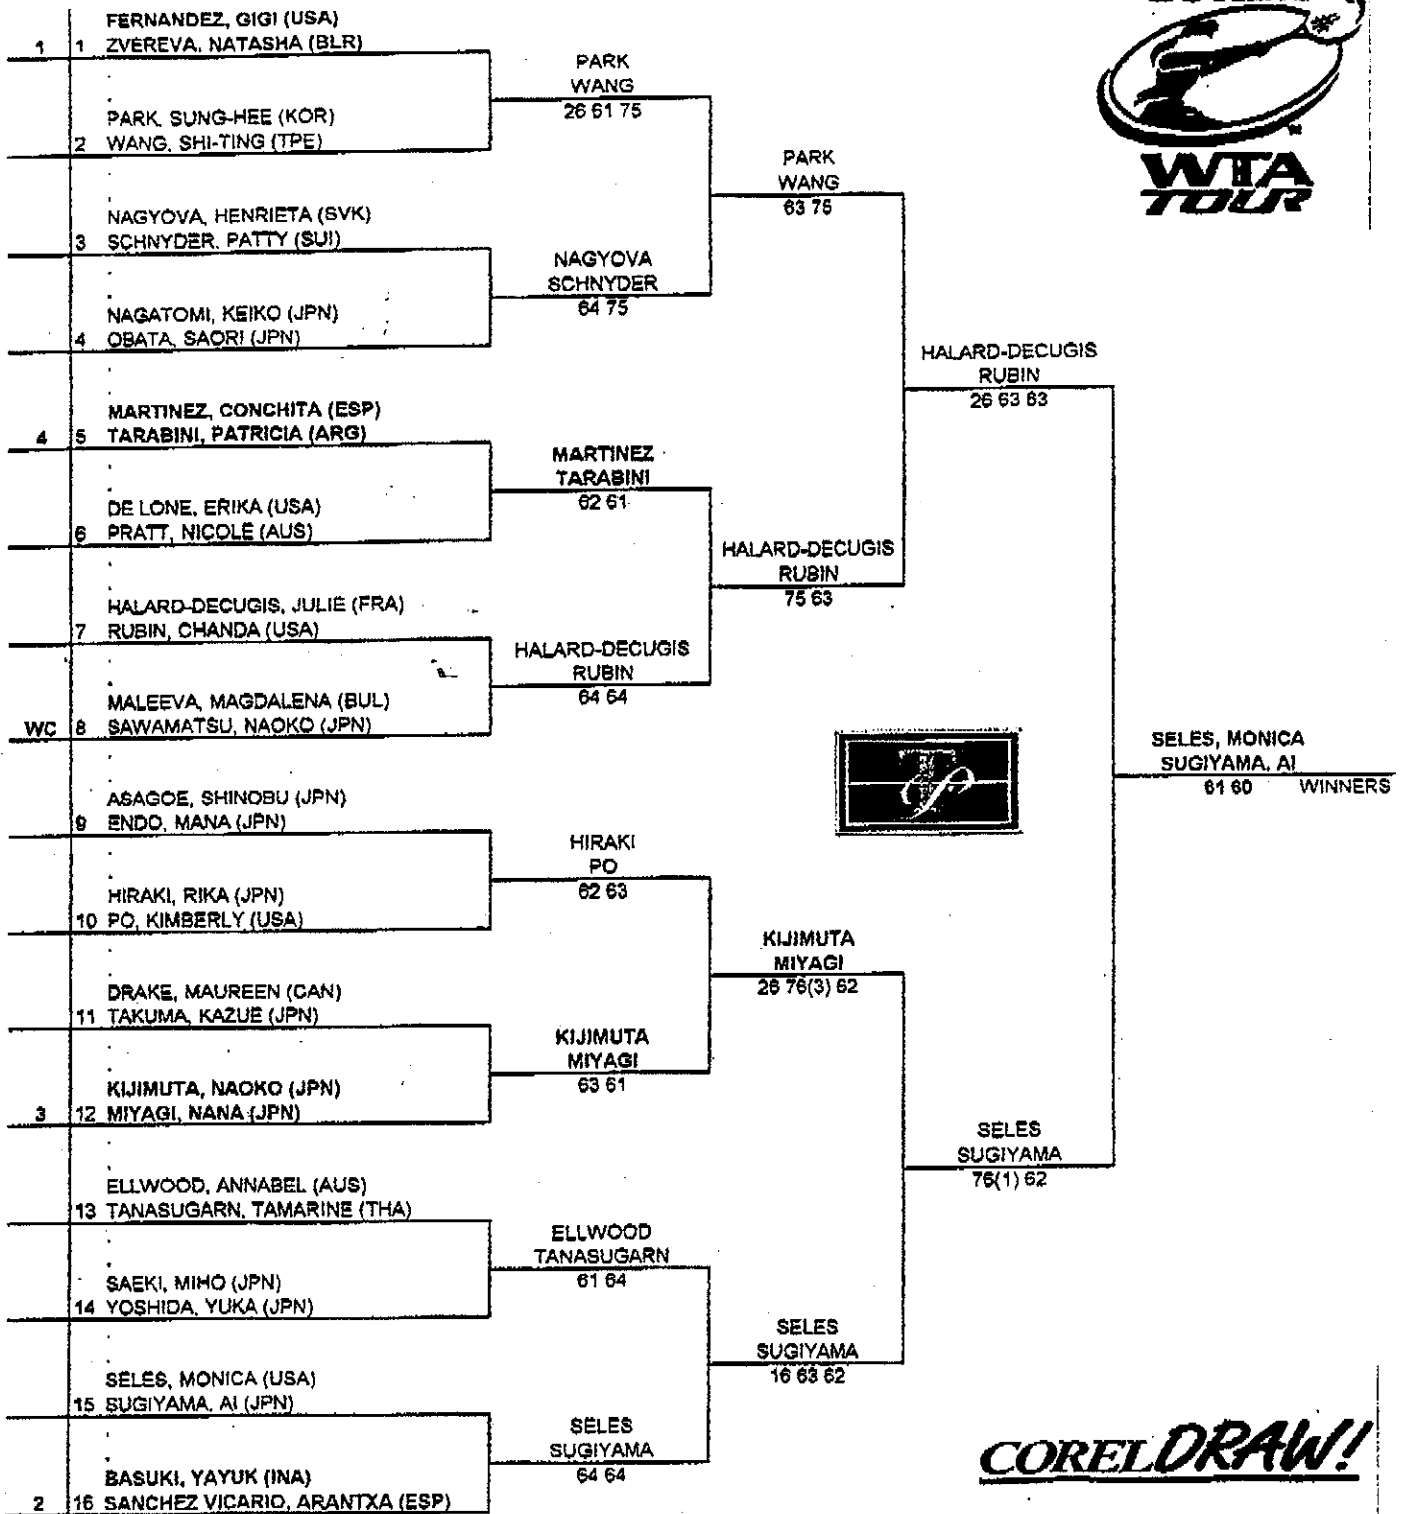 FERNANDEZ, GIGI (USA)
1 1 ZVEREVA, NATASHA (BLR)
PARK, SUNG-HEE (KOR)
2 WANG, SHI-TING (TPE)
NAGYOVA, HENRIETA (SVK)
3 SCHNYDER, PATTY (SUI)
NAGATOMI, KEIKO (JPN)
4 OBATA, SAORI (JPN)
MARTINEZ, CONCHITA (ESP)
4 5 TARABINI, PATRICIA (ARG)
DE LONE, ERIKA (USA)
6 PRATT, NICOLE (AUS)
HALARD-DECUGIS, JULIE (FRA)
7 RUBIN, CHANDA (USA)
MALEEVA, MAGDALENA (BUL)
WC 8 SAWAMATSU, NAOKO (JPN)
ASAGOE, SHINOBU (JPN)
9 ENDO, MANA (JPN)
HIRAKI, RIKA (JPN)
10 PO, KIMBERLY (USA)
DRAKE, MAUREEN (CAN)
11 TAKUMA, KAZUE (JPN)
KIJIMUTA, NAOKO (JPN)
3 12 MIYAGI, NANA (JPN)
ELLWOOD, ANNABEL (AUS)
13 TANASUGARN, TAMARINE (THA)
SAEKI, MIHO (JPN)
14 YOSHIDA, YUKA (JPN)
SELES, MONICA (USA)
15 SUGIYAMA, AI (JPN)
BASUKI, YAYUK (INA)
2 16 SANCHEZ VICARIO, ARANTXA (ESP)
PARK
WANG
26 61 75
NAGYOVA
SCHNYDER
64 75
MARTINEZ
TARABINI
62 61
HALARD-DECUGIS
RUBIN
64 64
HIRAKI
PO
62 63
KIJIMUTA
MIYAGI
63 61
ELLWOOD
TANASUGARN
61 64
SELES
SUGIYAMA
64 64
PARK
WANG
63 75
HALARD-DECUGIS
RUBIN
75 63
KIJIMUTA
MIYAGI
26 76(3) 62
SELES
SUGIYAMA
16 63 62
HALARD-DECUGIS
RUBIN
26 63 63
SELES
SUGIYAMA
76(1) 62
SELES, MONICA
SUGIYAMA, AI
61 60 WINNERS
WTA
TOUR
COREL DRAW!